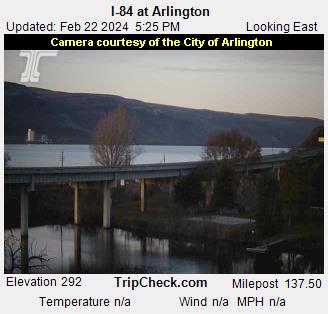 I-84 at Arlington
Updated: Feb 22 2024 5:25 PM Looking East
Camera courtesy of the City of Arlington
Elevation 292 TripCheck.com Milepost 137.50
Temperature n/a Wind n/a MPH n/a